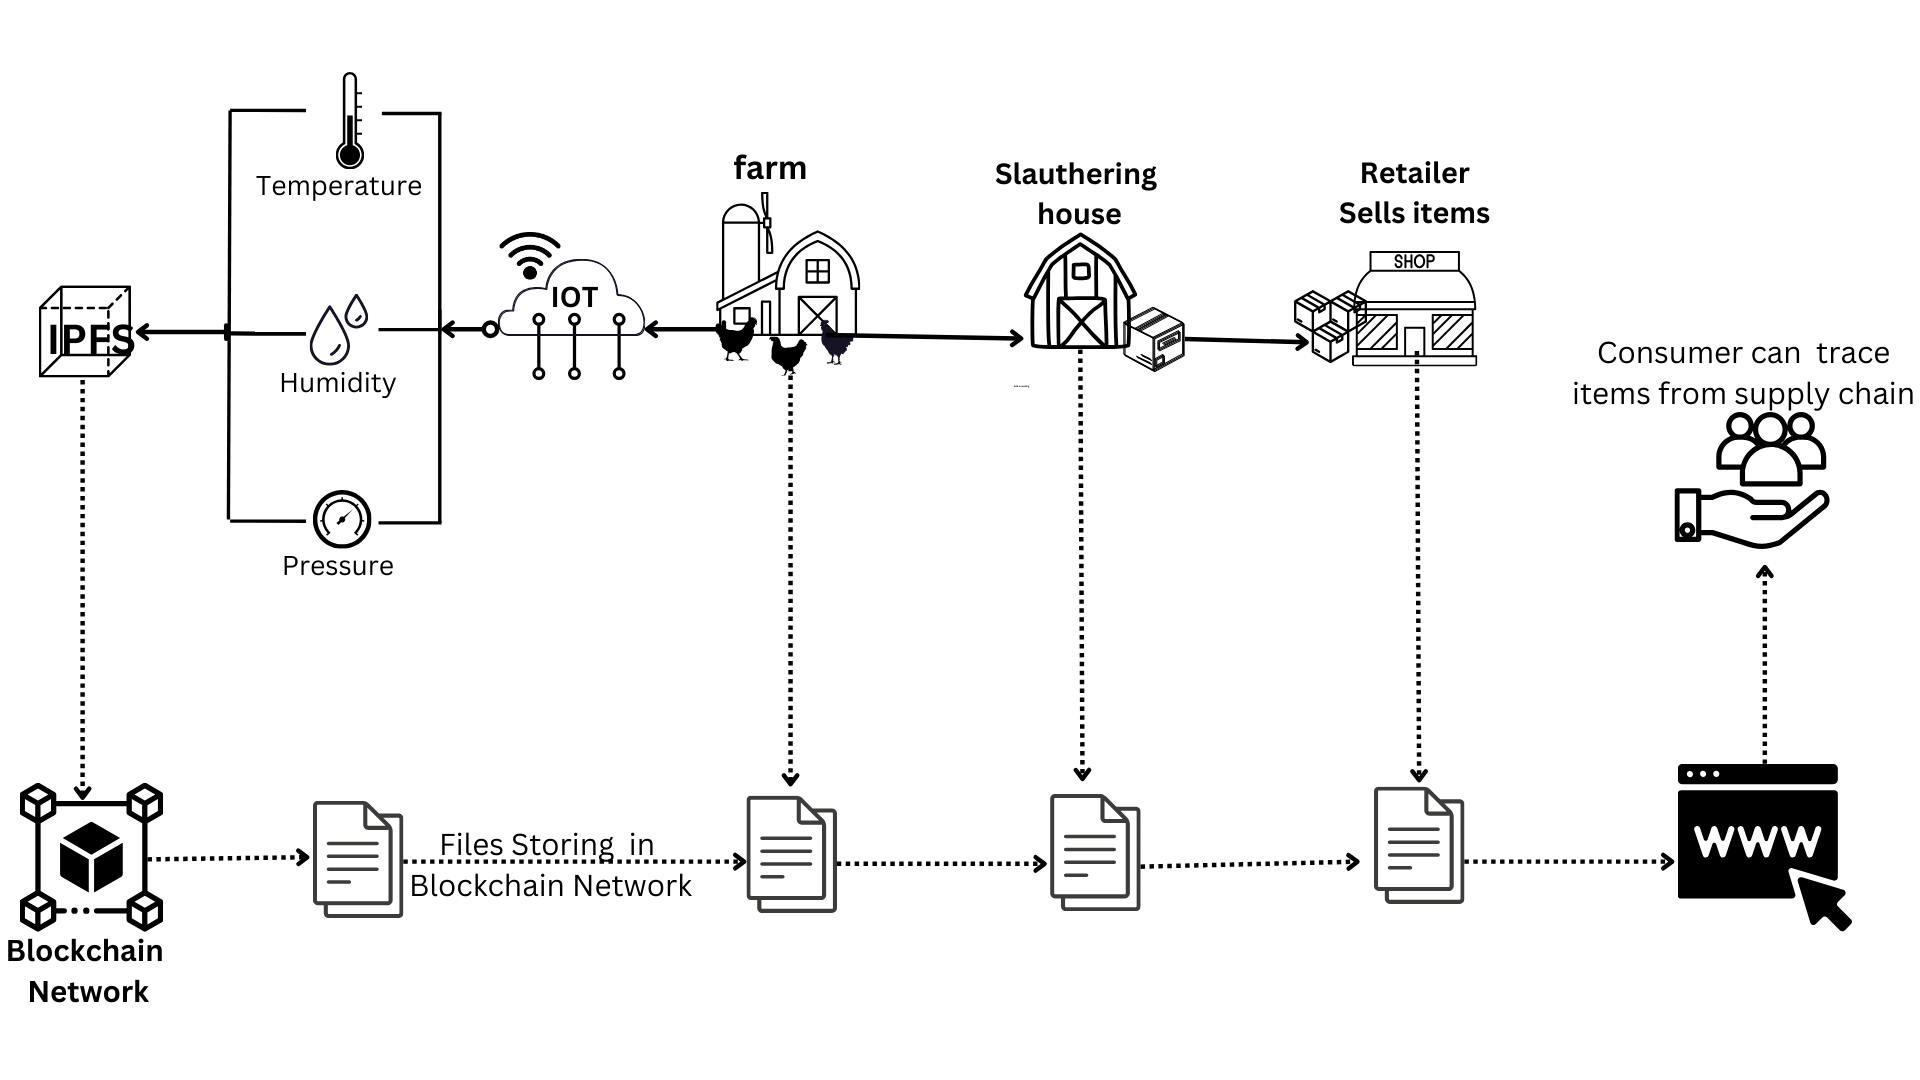 Temperature
Humidity
Pressure
IPFS
IOT
farm
Slauthering
house
Retailer
Sells items
SHOP
Consumer can  trace
items from supply chain
Files Storing  in
Blockchain Network
Blockchain
Network
WWW